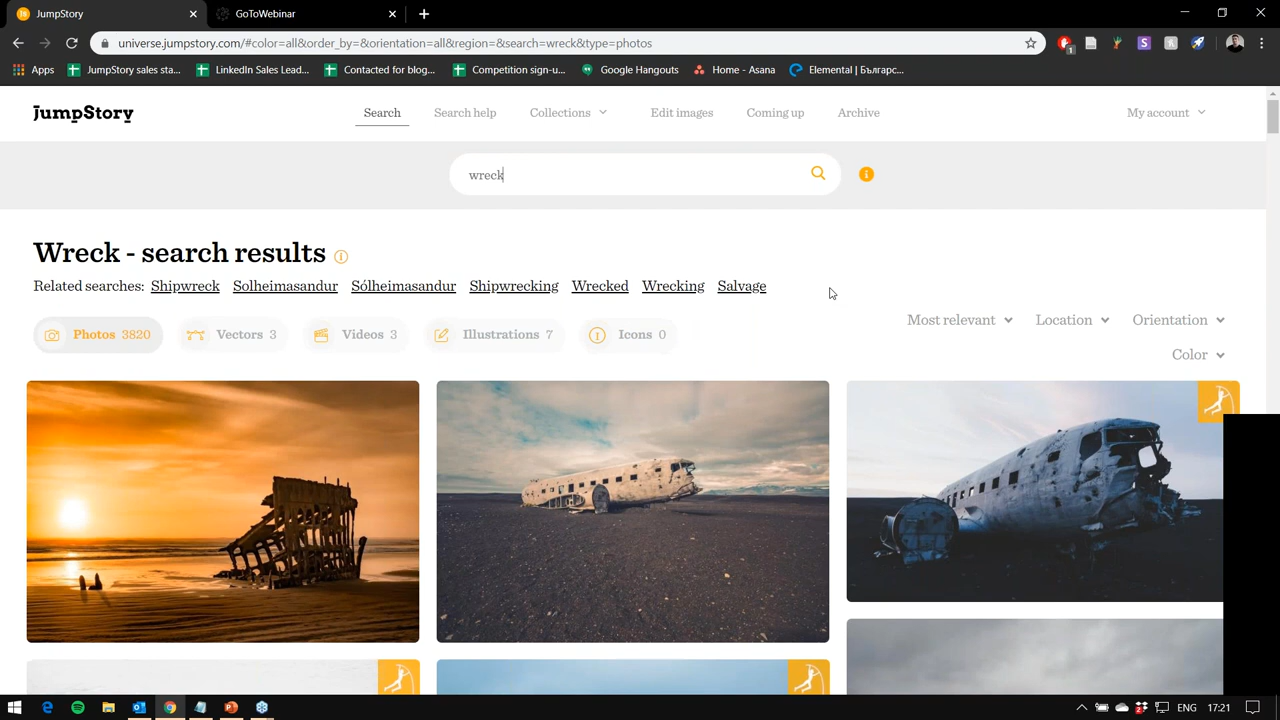 JumpStory
GoToWebinar
universe.jumpstory.com/#color=all&order_by=&orientation=all&region=&search=wreck&type=photos
Apps
JumpStory sales sta...
LinkedIn Sales Lead...
Contacted for blog...
Competition sign-u...
Google Hangouts
Home - Asana
Elemental | Българс...
JumpStory
Search
Search help
Collections
Edit images
Coming up
Archive
My account
wreck
Wreck - search results
Related searches: Shipwreck Solheimasandur Sólheimasandur Shipwrecking Wrecked Wrecking Salvage
Photos 3820
Vectors 3
Videos 3
Illustrations 7
Icons 0
Most relevant
Location
Orientation
Color
ENG
17:21